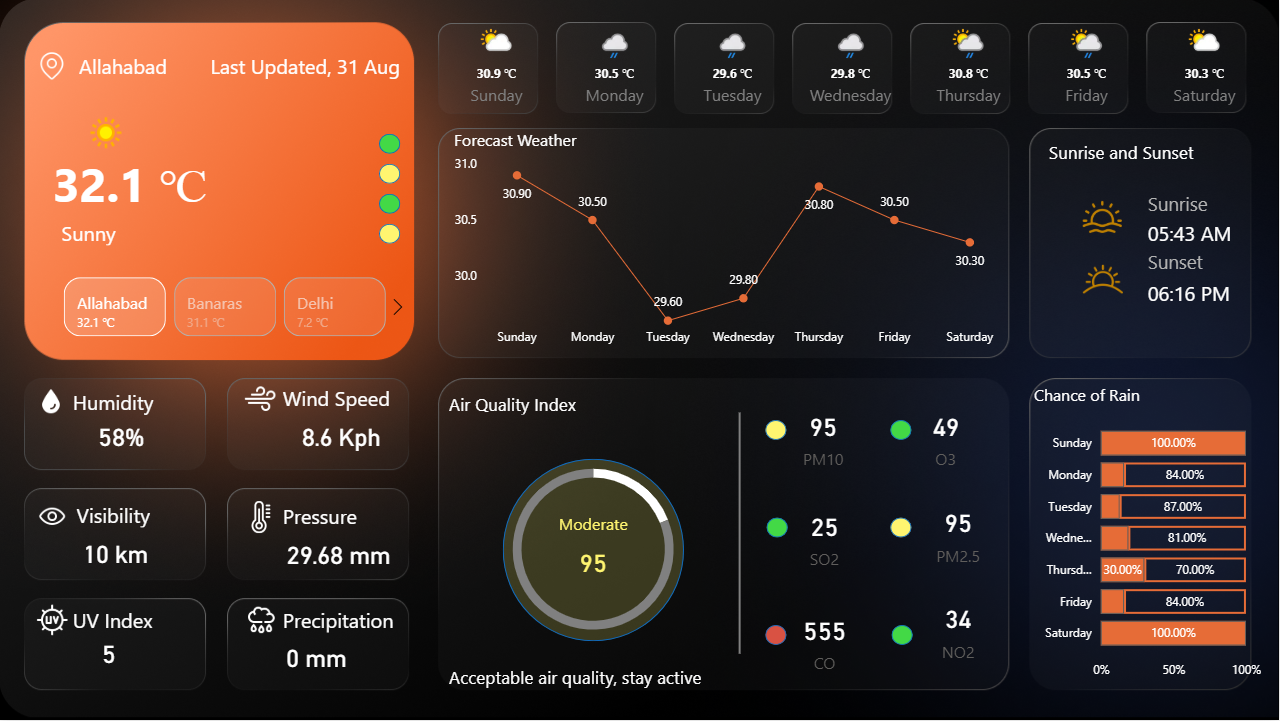 Allahabad
Last Updated, 31 Aug
32.1 °C
Sunny
Allahabad
32.1 °C
Banaras
31.1 °C
Delhi
7.2 °C
30.9 °C
Sunday
30.5 °C
Monday
29.6 °C
Tuesday
29.8 °C
Wednesday
30.8 °C
Thursday
30.5 °C
Friday
30.3 °C
Saturday
Forecast Weather
31.0
30.5
30.0
30.90
30.50
29.60
29.80
30.80
30.50
30.30
Sunday
Monday
Tuesday
Wednesday
Thursday
Friday
Saturday
Sunrise and Sunset
Sunrise
05:43 AM
Sunset
06:16 PM
Humidity
58%
Wind Speed
8.6 Kph
Visibility
10 km
Pressure
29.68 mm
UV
UV Index
5
Precipitation
0 mm
Air Quality Index
Moderate
95
Acceptable air quality, stay active
95
PM10
49
O3
25
SO2
95
PM2.5
555
CO
34
NO2
Chance of Rain
Sunday 100.00%
Monday 84.00%
Tuesday 87.00%
Wedne... 81.00%
Thursd... 30.00% 70.00%
Friday 84.00%
Saturday 100.00%
0% 50% 100%